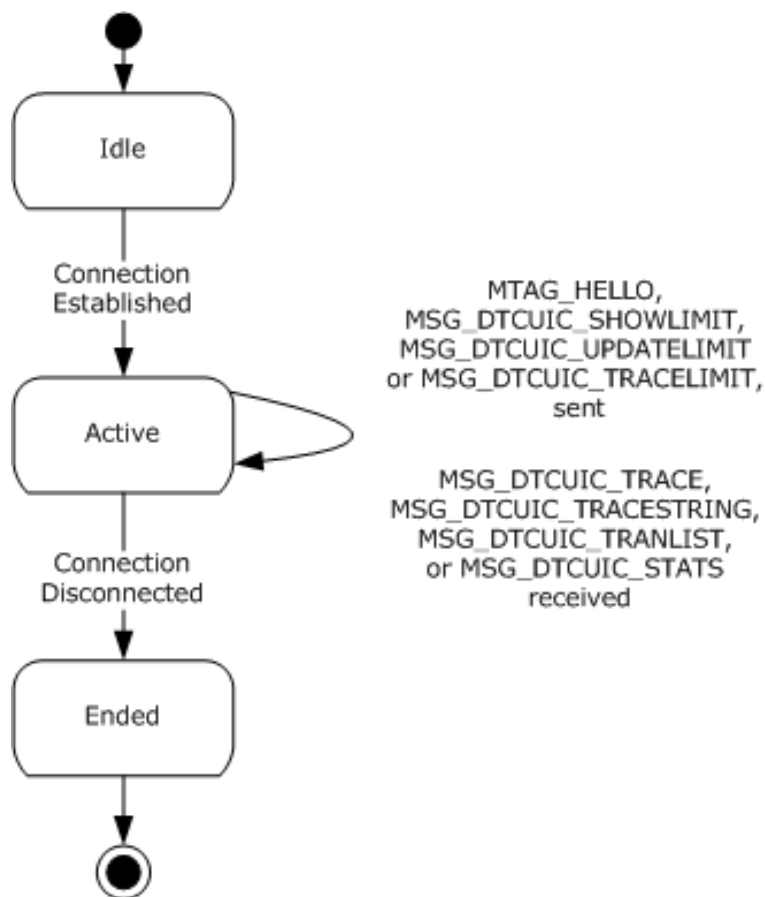 Idle
Connection
Established
MTAG_HELLO,
MSG_DTCUIC_SHOWLIMIT,
MSG_DTCUIC_UPDATELIMIT
or MSG_DTCUIC_TRACELIMIT,
sent
Active
MSG_DTCUIC_TRACE,
MSG_DTCUIC_TRACESTRING,
MSG_DTCUIC_TRANLIST,
or MSG_DTCUIC_STATS
received
Connection
Disconnected
Ended